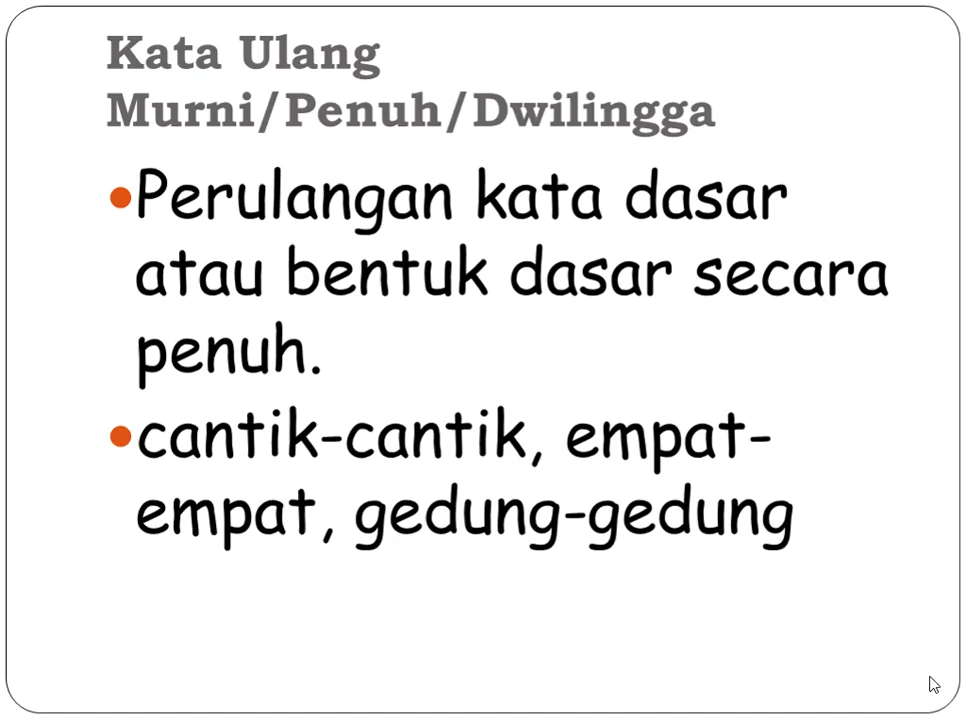 Kata Ulang
Murni/Penuh/Dwilingga
Perulangan kata dasar
atau bentuk dasar secara
penuh.
cantik-cantik, empat-
empat, gedung-gedung